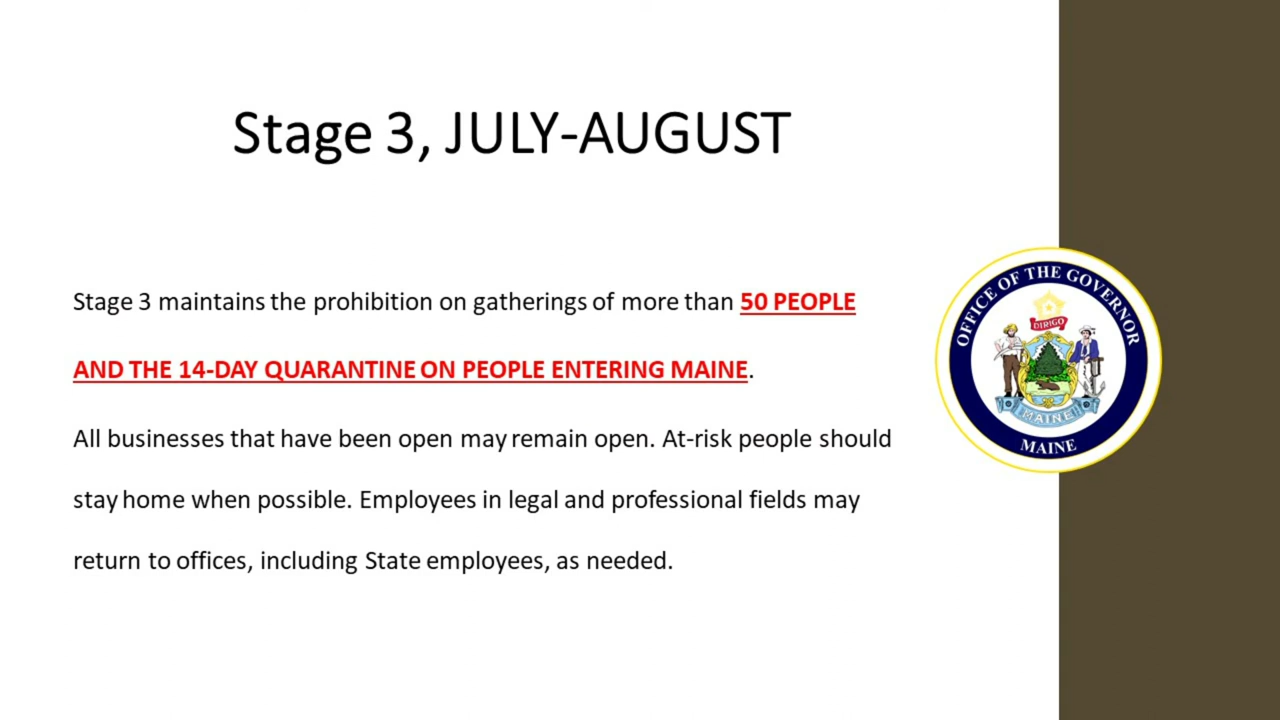 Stage 3, JULY-AUGUST
Stage 3 maintains the prohibition on gatherings of more than 50 PEOPLE
AND THE 14-DAY QUARANTINE ON PEOPLE ENTERING MAINE.
All businesses that have been open may remain open. At-risk people should
stay home when possible. Employees in legal and professional fields may
return to offices, including State employees, as needed.
OFFICE OF THE GOVERNOR
DIRIGO
MAINE
MAINE